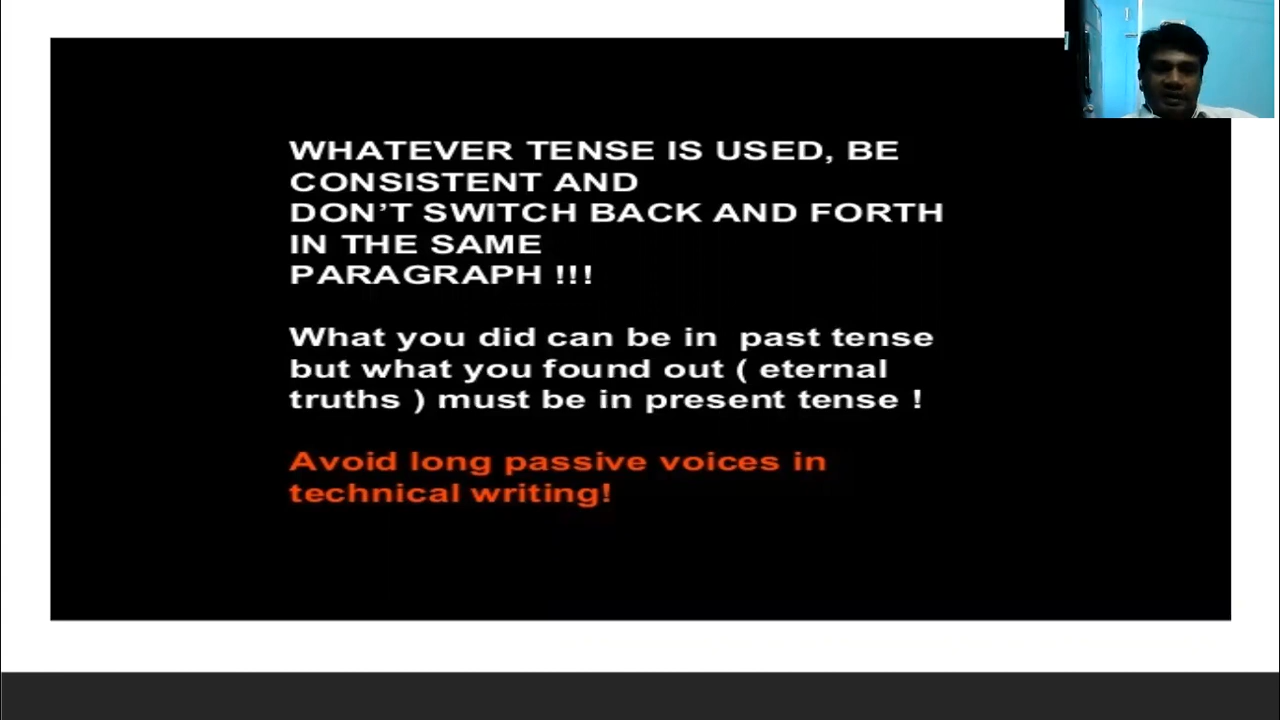 WHATEVER TENSE IS USED, BE
CONSISTENT AND
DON’T SWITCH BACK AND FORTH
IN THE SAME
PARAGRAPH !!!
What you did can be in  past tense
but what you found out ( eternal
truths ) must be in present tense !
Avoid long passive voices in
technical writing!